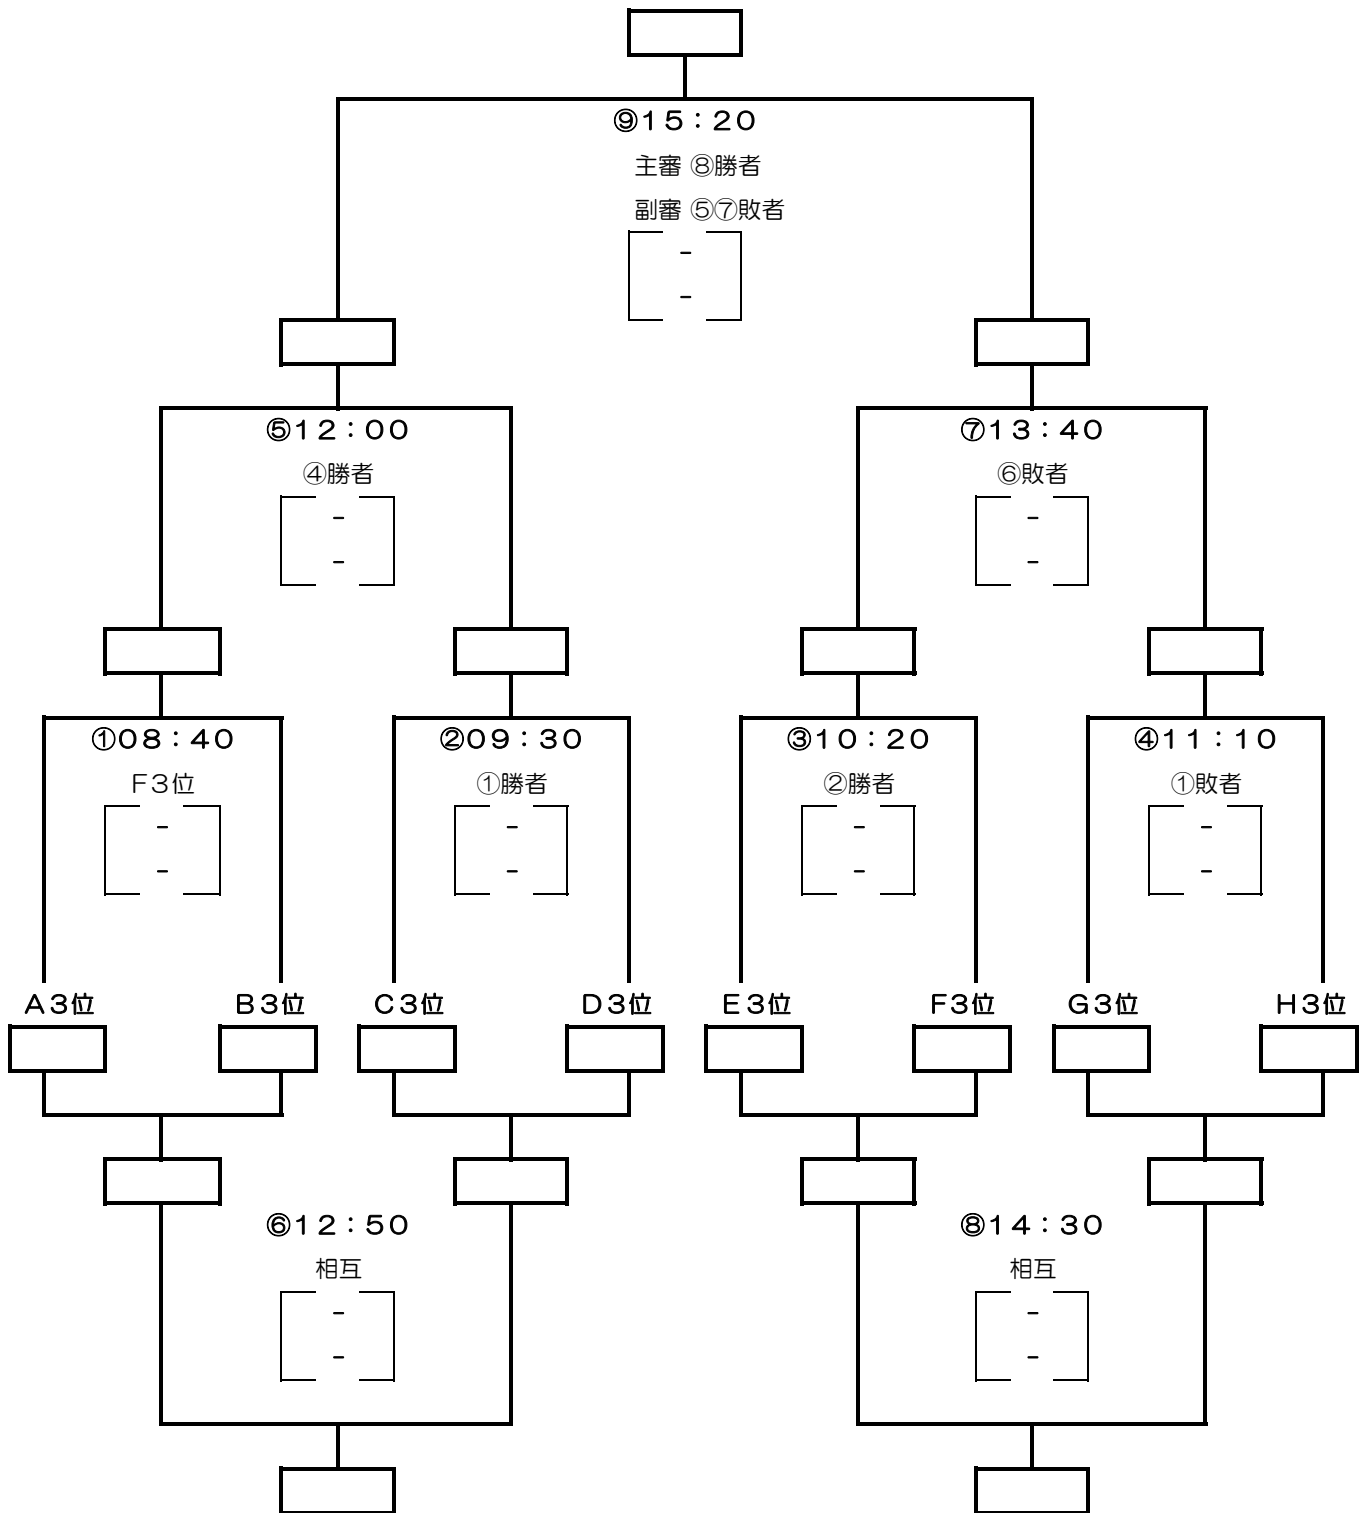 ⑨15：20
主審 ⑧勝者
副審 ⑤⑦敗者
-
-
⑤12：00
⑦13：40
④勝者
⑥敗者
- -
- -
①08：40
②09：30
③10：20
④11：10
F3位
①勝者
②勝者
①敗者
- - - -
- - - -
A3位 B3位 C3位 D3位 E3位 F3位 G3位 H3位
⑥12：50
⑧14：30
相互
相互
- -
- -